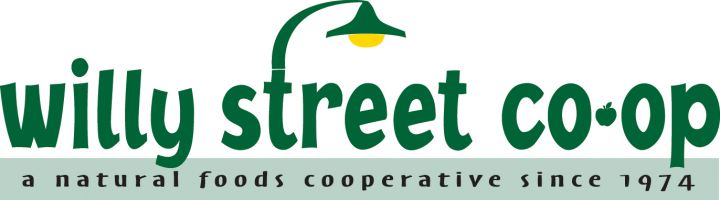 willy street co-op
a natural foods cooperative since 1974